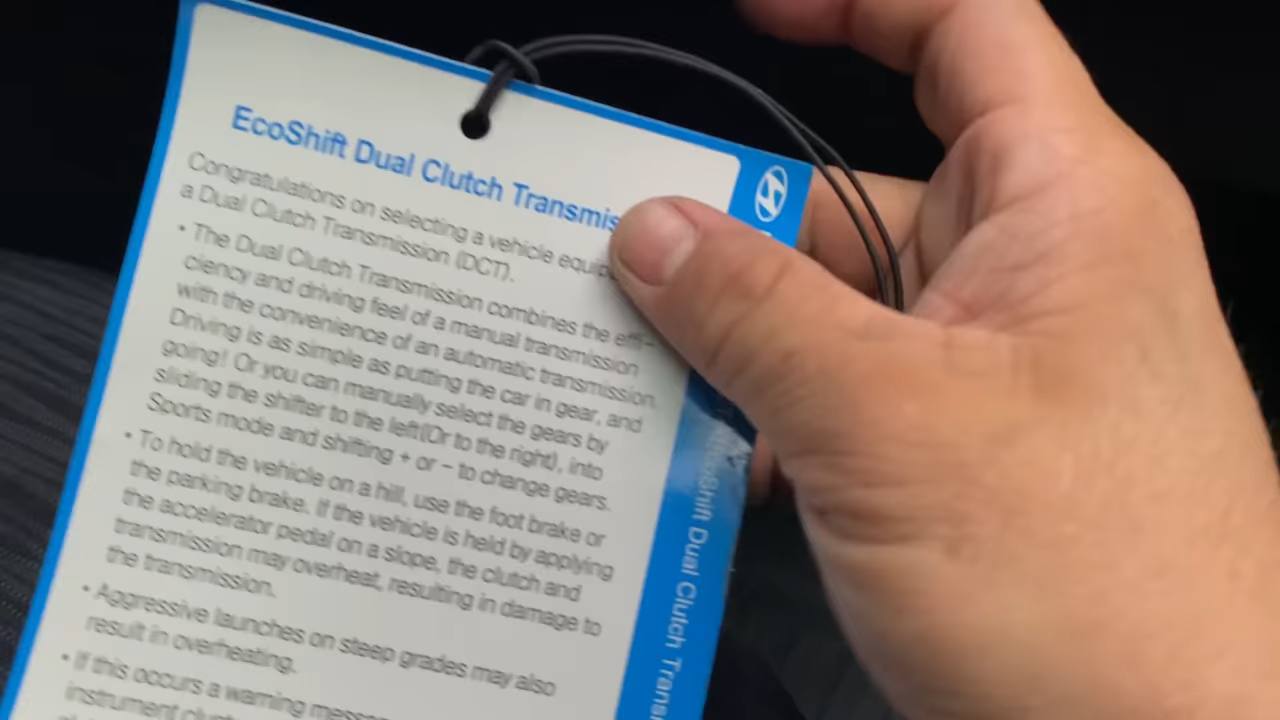 EcoShift Dual Clutch Transmis
Congratulations on selecting a vehicle equip
a Dual Clutch Transmission (DCT).
• The Dual Clutch Transmission combines the effi-
ciency and driving feel of a manual transmission
with the convenience of an automatic transmission.
Driving is as simple as putting the car in gear, and
going! Or you can manually select the gears by
sliding the shifter to the left(Or to the right), into
Sports mode and shifting + or – to change gears.
• To hold the vehicle on a hill, use the foot brake or
the parking brake. If the vehicle is held by applying
the accelerator pedal on a slope, the clutch and
transmission may overheat, resulting in damage to
the transmission.
• Aggressive launches on steep grades may also
result in overheating.
• If this occurs a warning messa
instrument clust
EcoShift Dual Clutch Trans